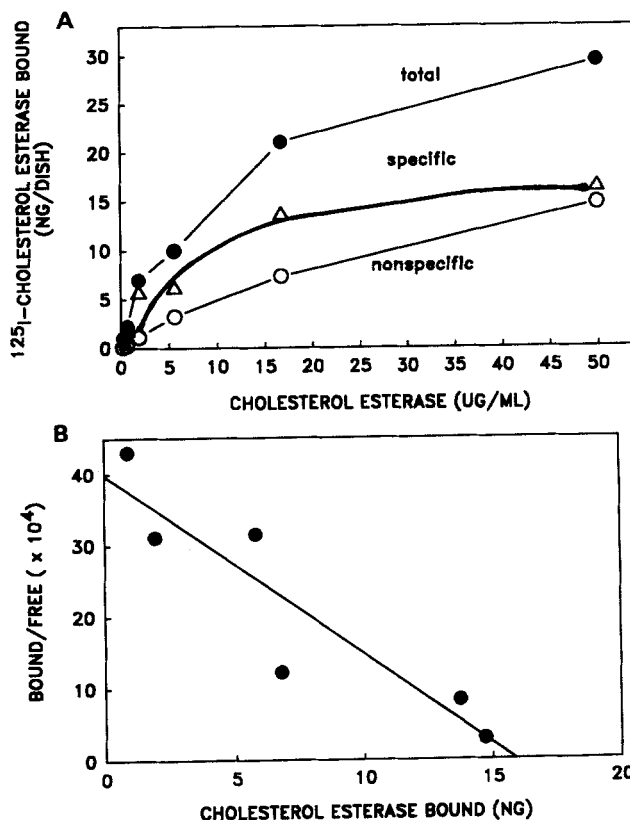 A
30
25
20
15
10
5
0
125I-CHOLESTEROL ESTERASE BOUND
(NG/DISH)
total
specific
nonspecific
0 5 10 15 20 25 30 35 40 45 50
CHOLESTEROL ESTERASE (UG/ML)
B
40
30
20
10
0
BOUND/FREE ( x 10⁴)
0 5 10 15 20
CHOLESTEROL ESTERASE BOUND (NG)